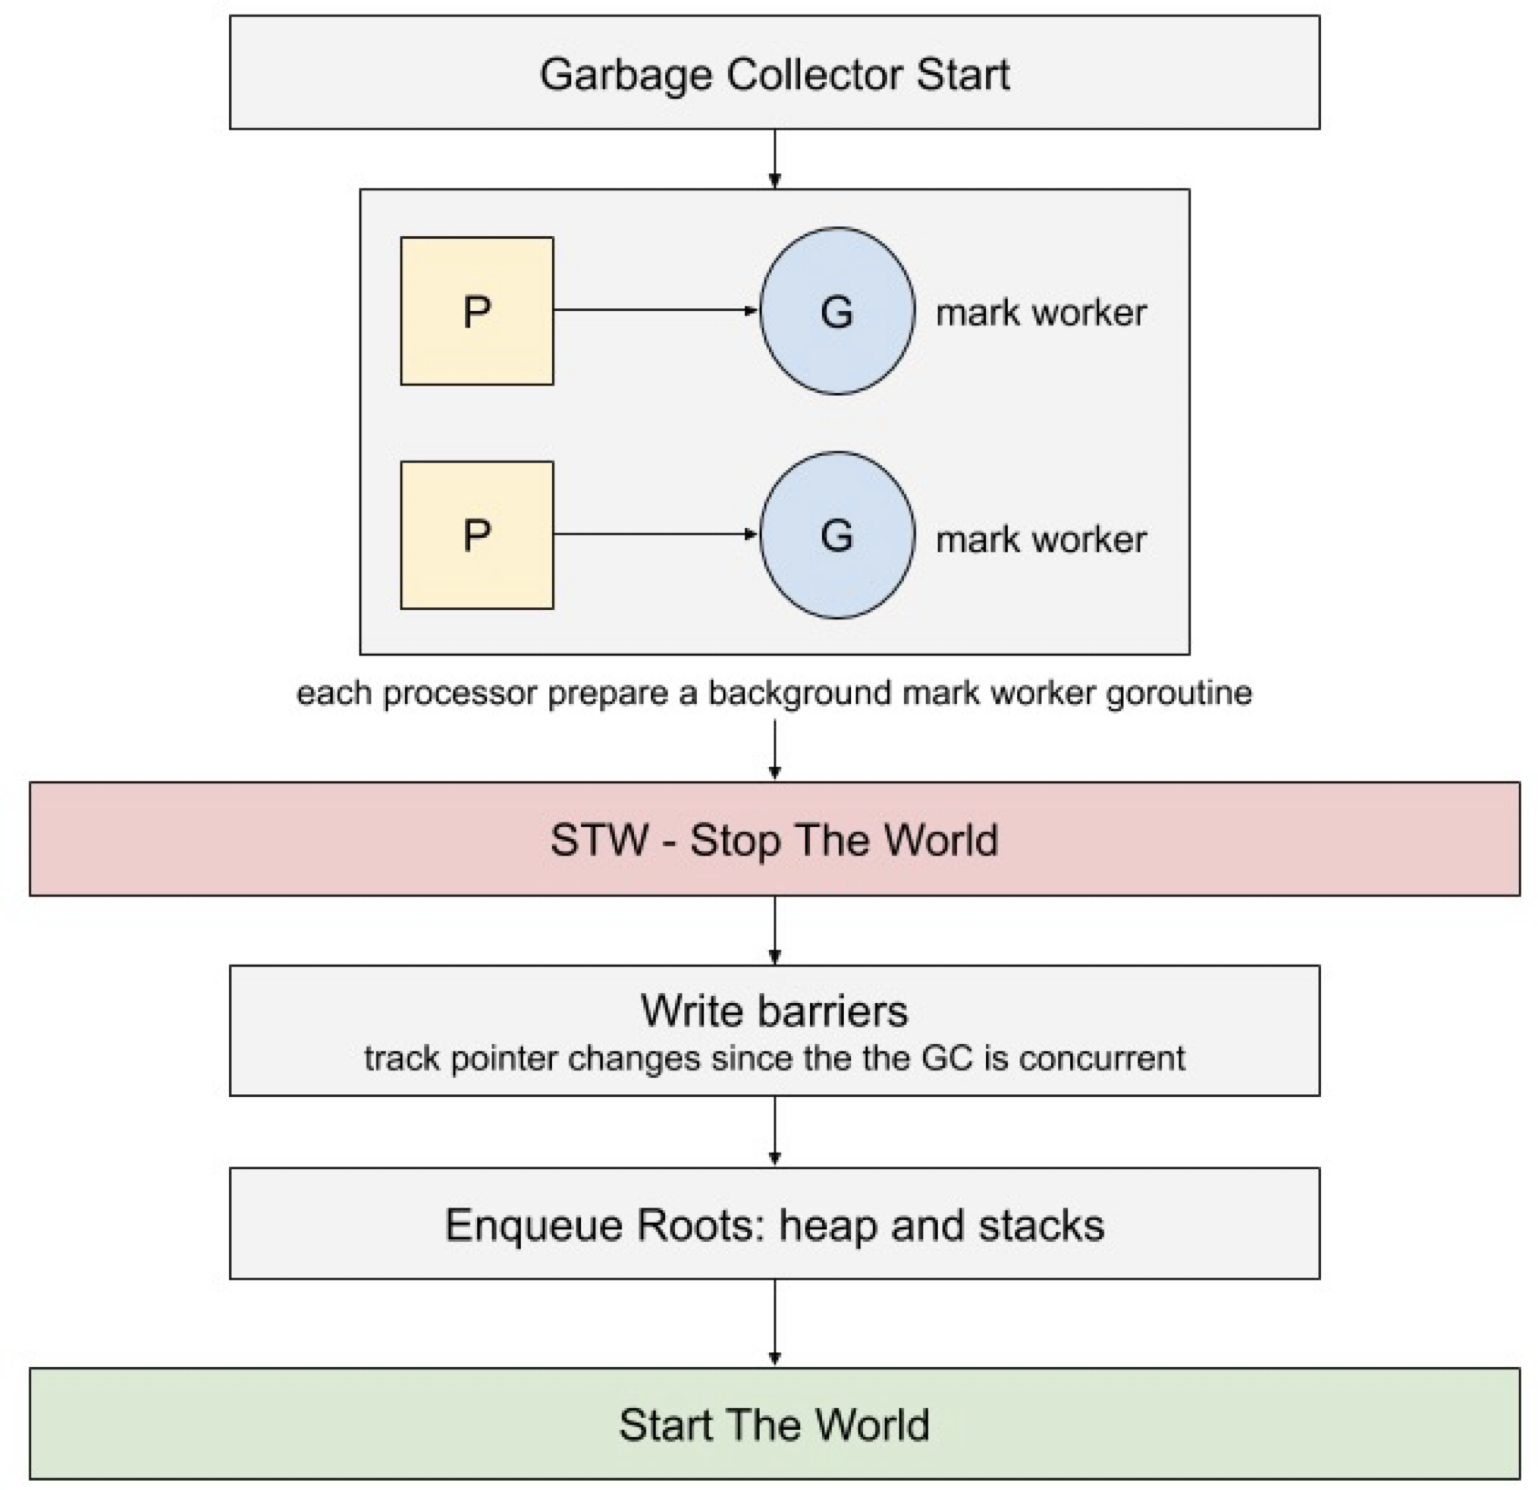 Garbage Collector Start
P
G
mark worker
P
G
mark worker
each processor prepare a background mark worker goroutine
STW - Stop The World
Write barriers
track pointer changes since the the GC is concurrent
Enqueue Roots: heap and stacks
Start The World